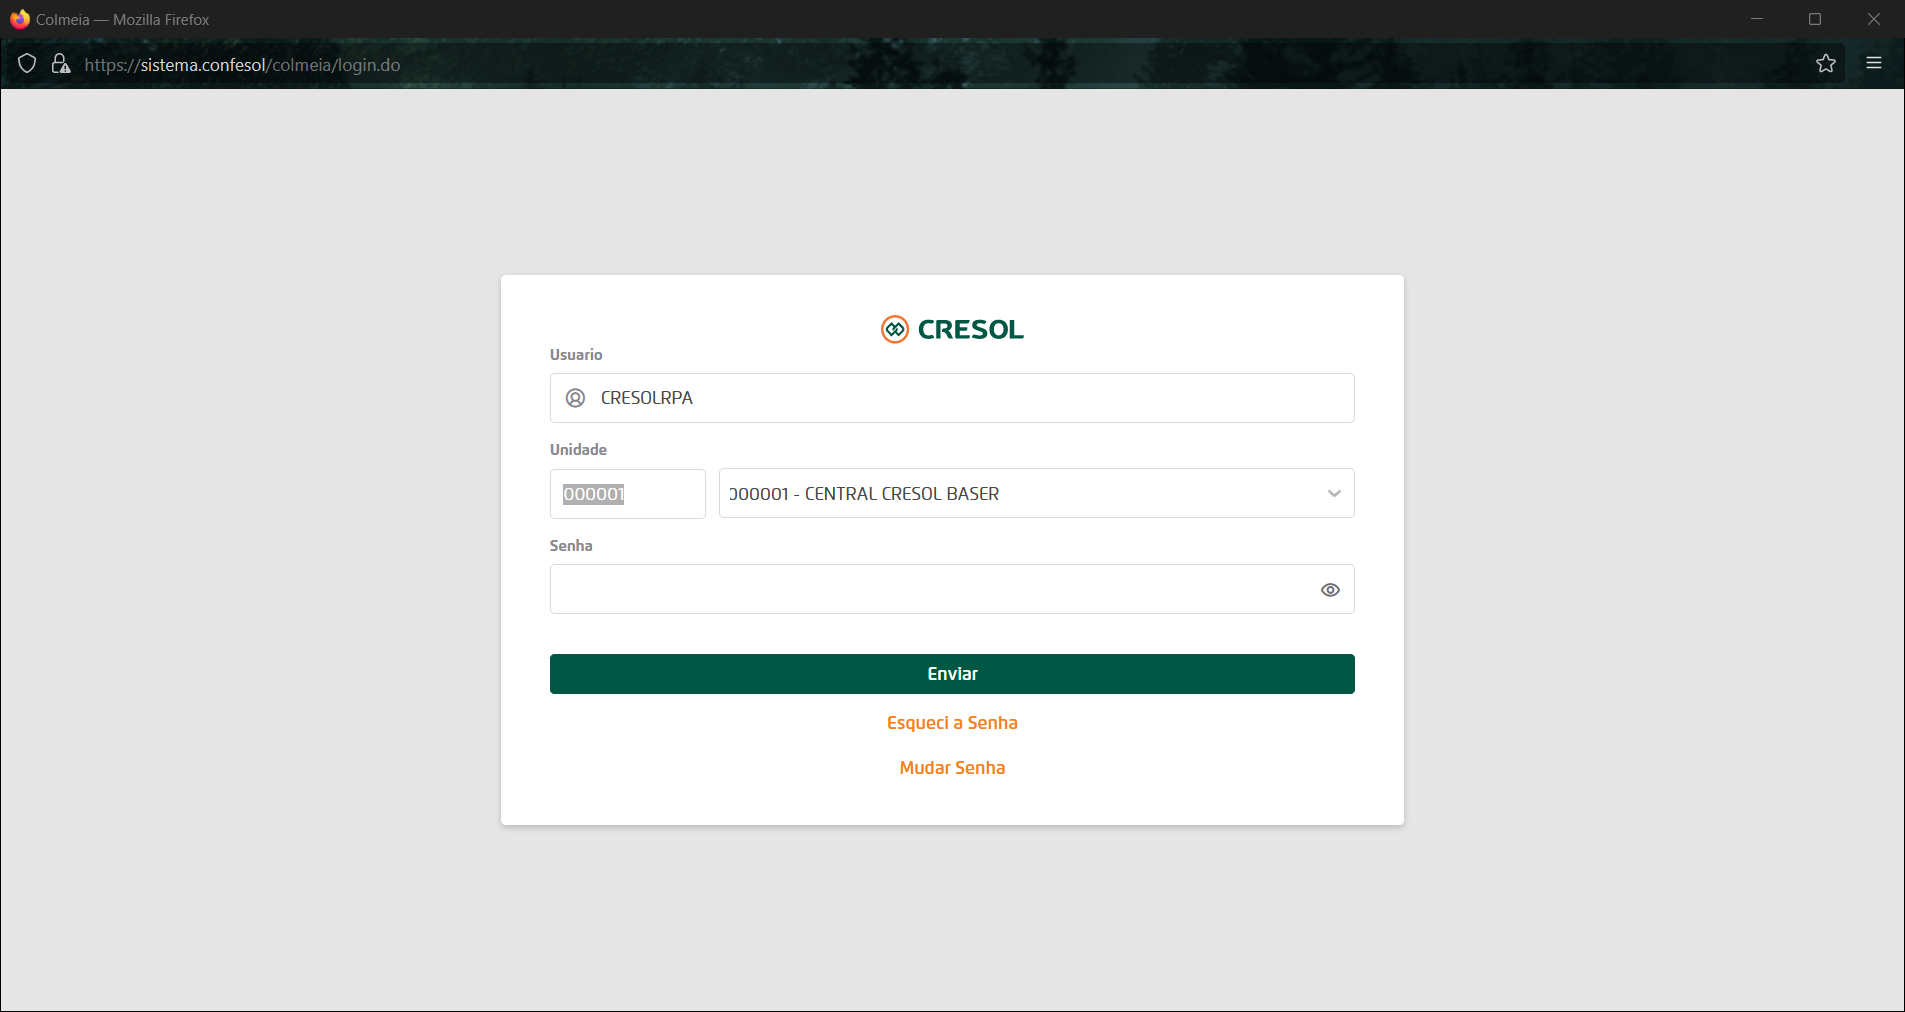 Colmeia — Mozilla Firefox
https://sistema.confesol/colmeia/login.do
CRESOL
Usuario
CRESOLRPA
Unidade
000001 000001 - CENTRAL CRESOL BASER
Senha
Enviar
Esqueci a Senha
Mudar Senha